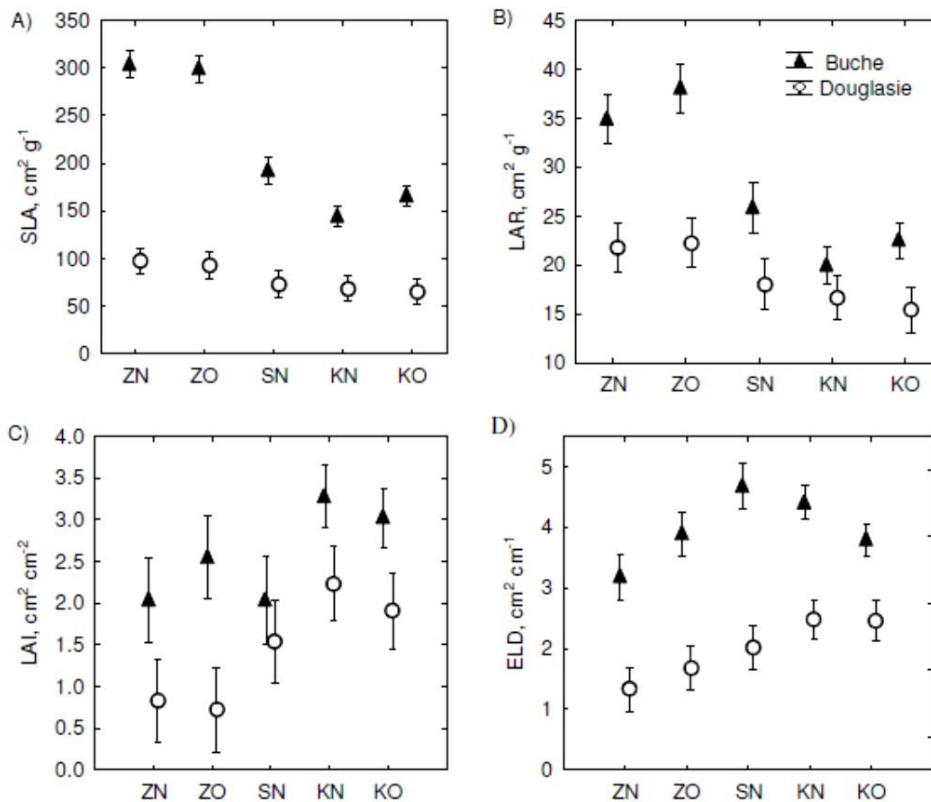 A)
350
300
250
200
150
100
50
0
SLA, cm² g⁻¹
ZN ZO SN KN KO
B)
45
40
35
30
25
20
15
10
LAR, cm² g⁻¹
Buche
Douglasie
ZN ZO SN KN KO
C)
4.0
3.5
3.0
2.5
2.0
1.5
1.0
0.5
0.0
LAI, cm² cm⁻²
ZN ZO SN KN KO
D)
5
4
3
2
1
0
ELD, cm² cm⁻¹
ZN ZO SN KN KO